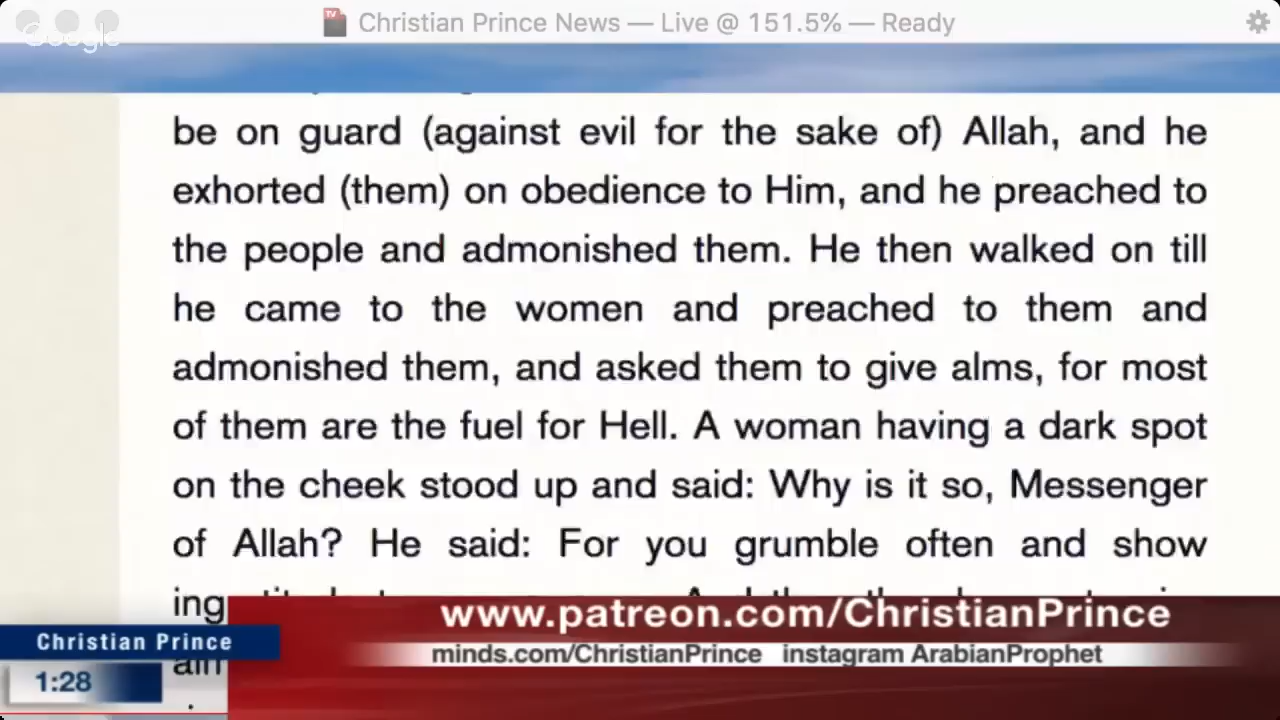 Christian Prince News — Live @ 151.5% — Ready
Google
be on guard (against evil for the sake of) Allah, and he
exhorted (them) on obedience to Him, and he preached to
the people and admonished them. He then walked on till
he came to the women and preached to them and
admonished them, and asked them to give alms, for most
of them are the fuel for Hell. A woman having a dark spot
on the cheek stood up and said: Why is it so, Messenger
of Allah? He said: For you grumble often and show
www.patreon.com/ChristianPrince
Christian Prince
minds.com/ChristianPrince instagram ArabianProphet
1:28